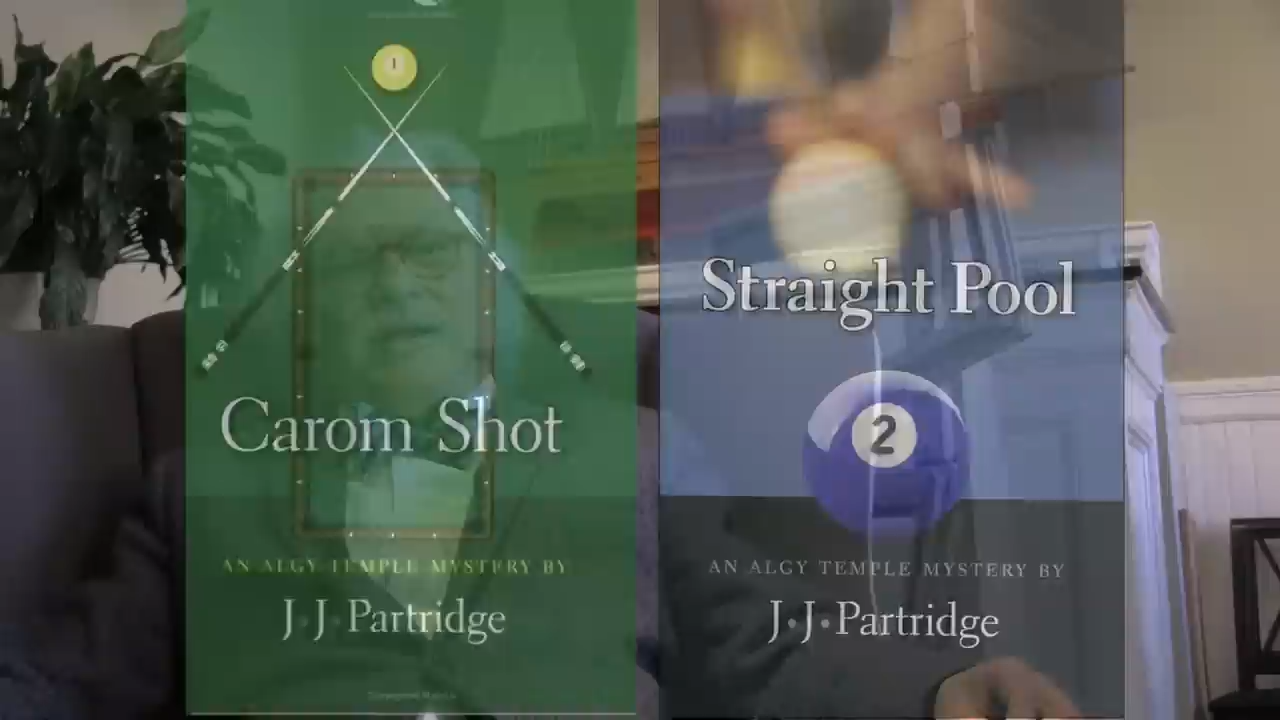 1
Carom Shot
AN ALGY TEMPLE MYSTERY BY
J·J·Partridge
Straight Pool
2
AN ALGY TEMPLE MYSTERY BY
J·J·Partridge